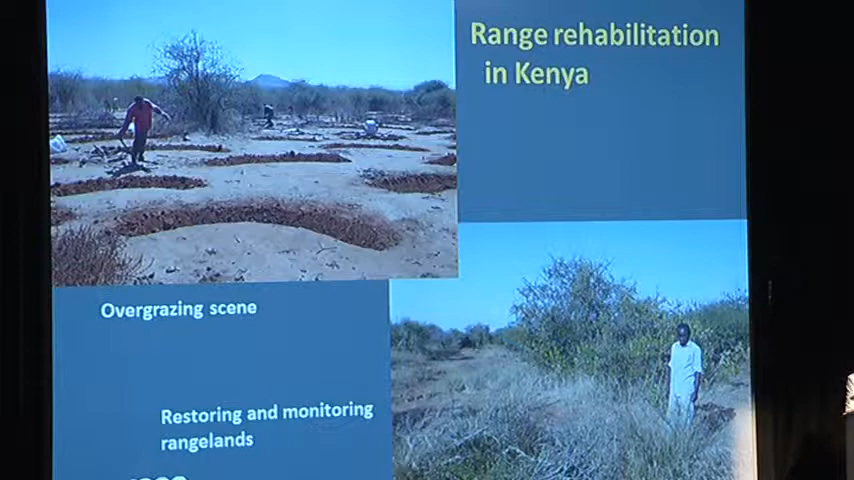 Range rehabilitation
in Kenya
Overgrazing scene
Restoring and monitoring
rangelands